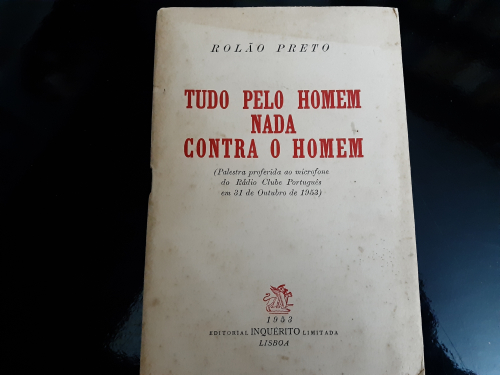 ROLÃO PRETO
TUDO PELO HOMEM
NADA
CONTRA O HOMEM
(Palestra proferida ao microfone
do Rádio Clube Português
em 31 de Outubro de 1953)
1953
EDITORIAL INQUÉRITO LIMITADA
LISBOA